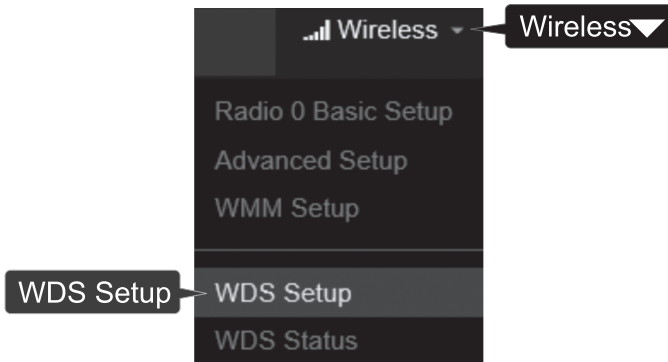 Wireless
Wireless
Radio 0 Basic Setup
Advanced Setup
WMM Setup
WDS Setup
WDS Setup
WDS Status